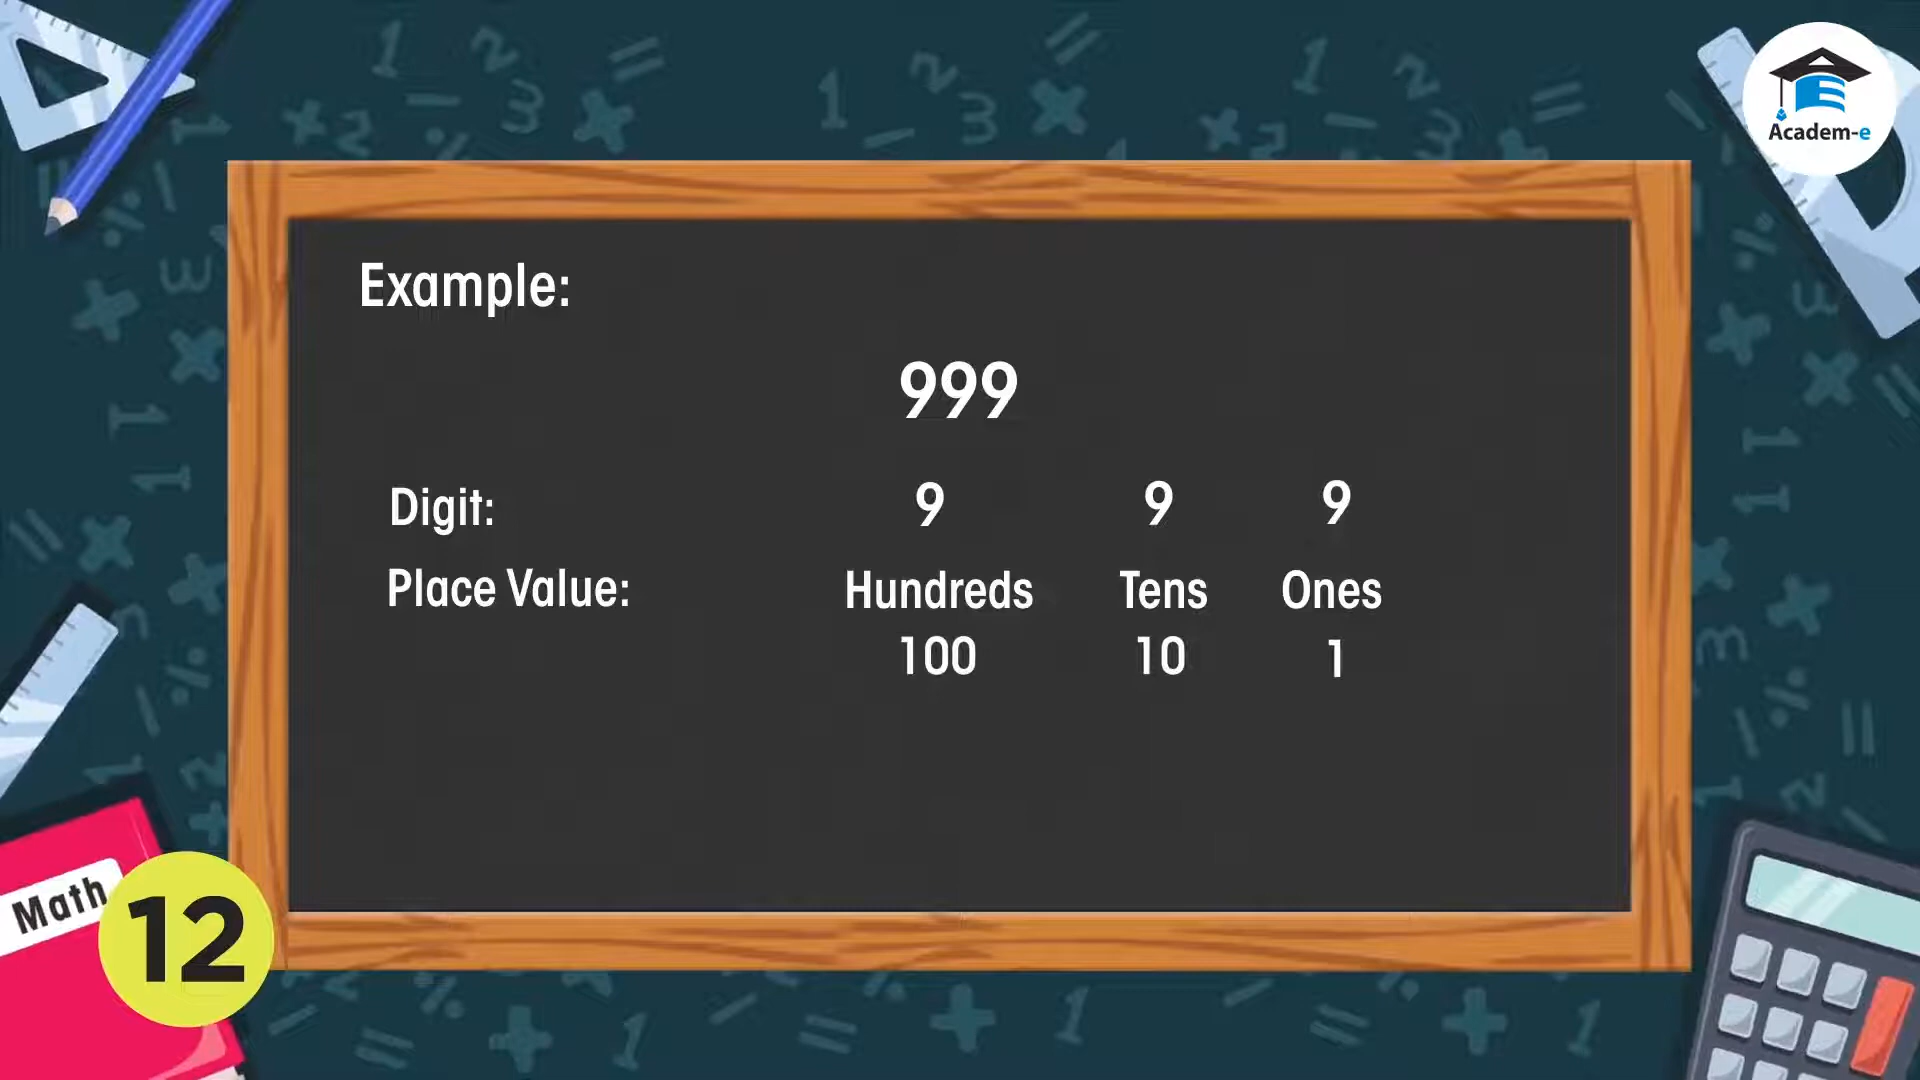 Academ-e
Example:
999
Digit: 9 9 9
Place Value: Hundreds Tens Ones
100 10 1
Math
12